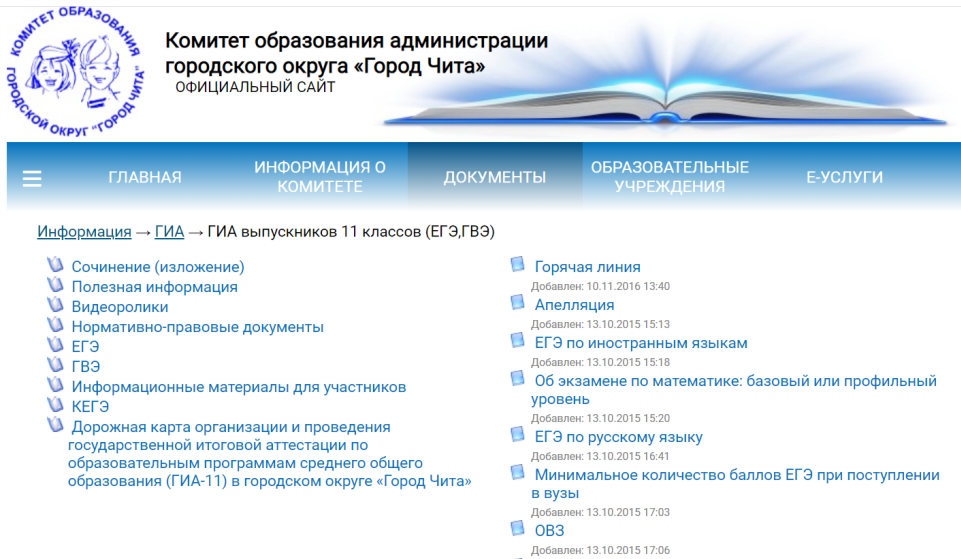 КОМИТЕТ ОБРАЗОВАНИЯ ГОРОДСКОЙ ОКРУГ "ГОРОД ЧИТА"
Комитет образования администрации
городского округа «Город Чита»
ОФИЦИАЛЬНЫЙ САЙТ
ГЛАВНАЯ
ИНФОРМАЦИЯ О
КОМИТЕТЕ
ДОКУМЕНТЫ
ОБРАЗОВАТЕЛЬНЫЕ
УЧРЕЖДЕНИЯ
Е-УСЛУГИ
Информация → ГИА → ГИА выпускников 11 классов (ЕГЭ,ГВЭ)
Сочинение (изложение)
Полезная информация
Видеоролики
Нормативно-правовые документы
ЕГЭ
ГВЭ
Информационные материалы для участников
КЕГЭ
Дорожная карта организации и проведения
государственной итоговой аттестации по
образовательным программам среднего общего
образования (ГИА-11) в городском округе «Город Чита»
Горячая линия
Добавлен: 10.11.2016 13:40
Апелляция
Добавлен: 13.10.2015 15:13
ЕГЭ по иностранным языкам
Добавлен: 13.10.2015 15:18
Об экзамене по математике: базовый или профильный
уровень
Добавлен: 13.10.2015 15:20
ЕГЭ по русскому языку
Добавлен: 13.10.2015 16:41
Минимальное количество баллов ЕГЭ при поступлении
в вузы
Добавлен: 13.10.2015 17:03
ОВЗ
Добавлен: 13.10.2015 17:06